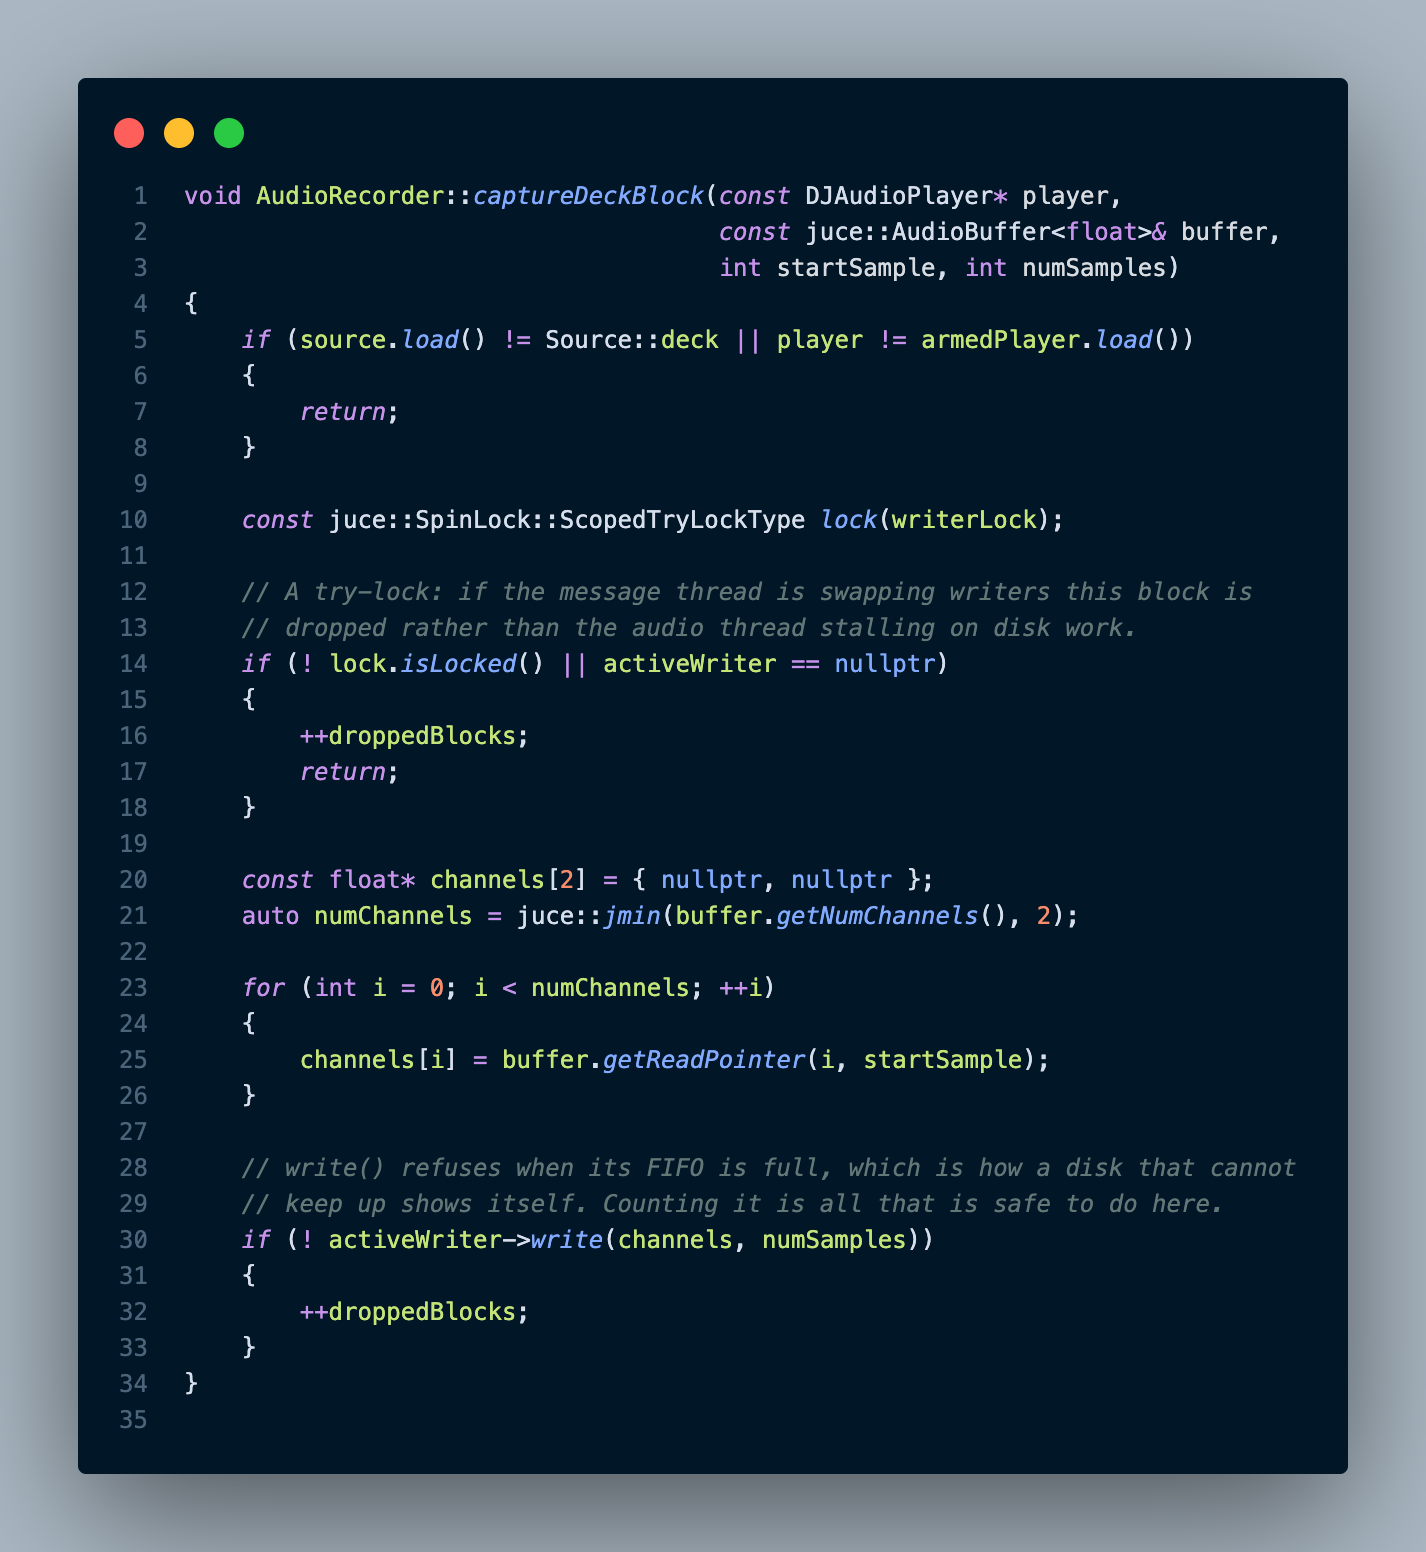 1 void AudioRecorder::captureDeckBlock(const DJAudioPlayer* player,
2                                      const juce::AudioBuffer<float>& buffer,
3                                      int startSample, int numSamples)
4 {
5     if (source.load() != Source::deck || player != armedPlayer.load())
6     {
7         return;
8     }
9
10     const juce::SpinLock::ScopedTryLockType lock(writerLock);
11
12     // A try-lock: if the message thread is swapping writers this block is
13     // dropped rather than the audio thread stalling on disk work.
14     if (! lock.isLocked() || activeWriter == nullptr)
15     {
16         ++droppedBlocks;
17         return;
18     }
19
20     const float* channels[2] = { nullptr, nullptr };
21     auto numChannels = juce::jmin(buffer.getNumChannels(), 2);
22
23     for (int i = 0; i < numChannels; ++i)
24     {
25         channels[i] = buffer.getReadPointer(i, startSample);
26     }
27
28     // write() refuses when its FIFO is full, which is how a disk that cannot
29     // keep up shows itself. Counting it is all that is safe to do here.
30     if (! activeWriter->write(channels, numSamples))
31     {
32         ++droppedBlocks;
33     }
34 }
35